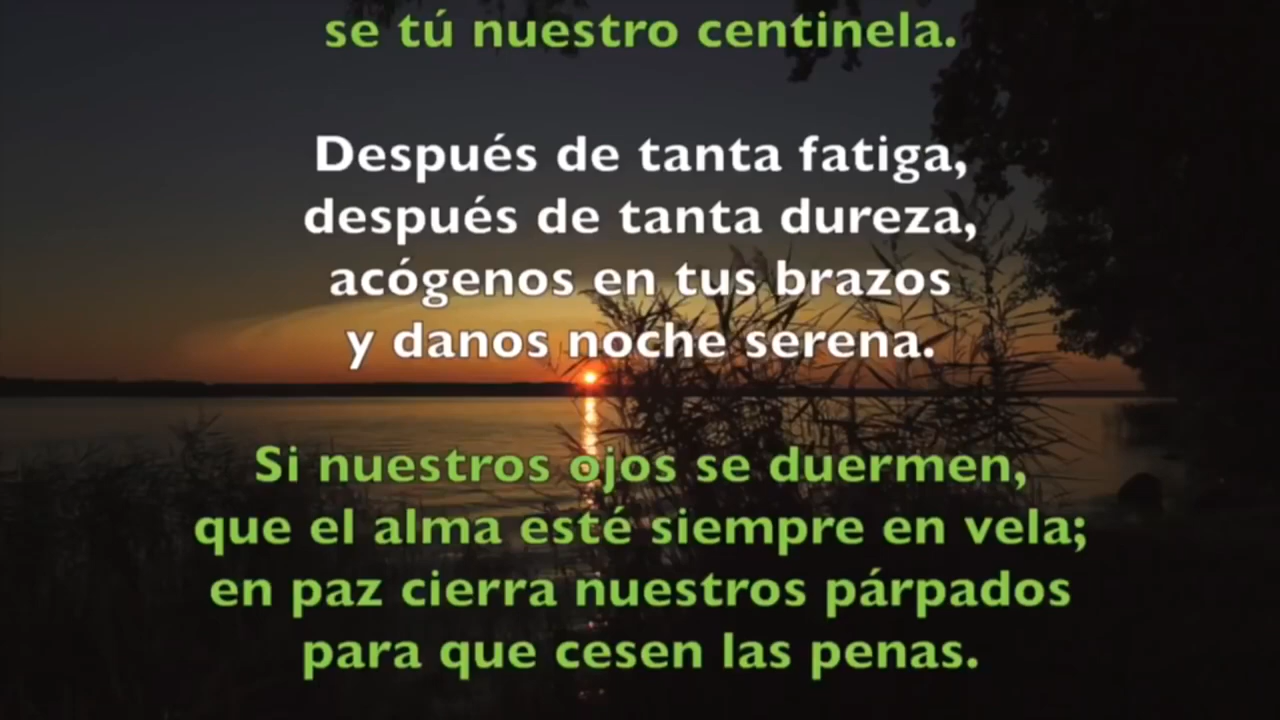 se tú nuestro centinela.
Después de tanta fatiga,
después de tanta dureza,
acógenos en tus brazos
y danos noche serena.
Si nuestros ojos se duermen,
que el alma esté siempre en vela;
en paz cierra nuestros párpados
para que cesen las penas.